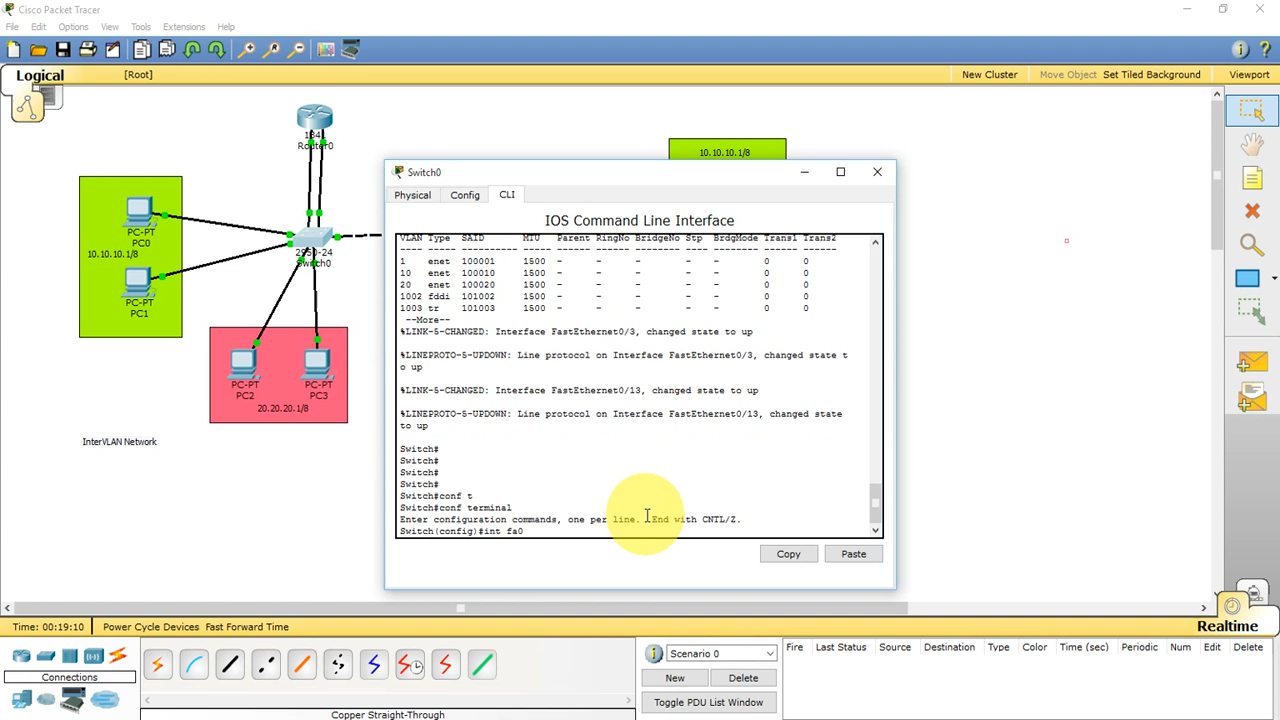 Cisco Packet Tracer
File Edit Options View Tools Extensions Help
Logical
[Root]
New Cluster Move Object Set Tiled Background Viewport
Router0
10.10.10.1/8
PC-PT
PC0
10.10.10.1/8
PC-PT
PC1
2950-24
Switch0
PC-PT
PC2
PC-PT
PC3
20.20.20.1/8
InterVLAN Network
Switch0
Physical Config CLI
IOS Command Line Interface
VLAN Type SAID MTU Parent RingNo BridgeNo Stp BrdgMode Trans1 Trans2
---- ----- ---------- ----- ------ ------ -------- ---- -------- ------ ------
1 enet 100001 1500 - - - - - 0 0
10 enet 100010 1500 - - - - - 0 0
20 enet 100020 1500 - - - - - 0 0
1002 fddi 101002 1500 - - - - - 0 0
1003 tr 101003 1500 - - - - - 0 0
--More--
%LINK-5-CHANGED: Interface FastEthernet0/3, changed state to up
%LINEPROTO-5-UPDOWN: Line protocol on Interface FastEthernet0/3, changed state t
o up
%LINK-5-CHANGED: Interface FastEthernet0/13, changed state to up
%LINEPROTO-5-UPDOWN: Line protocol on Interface FastEthernet0/13, changed state
to up
Switch#
Switch#
Switch#
Switch#
Switch#conf t
Switch#conf terminal
Enter configuration commands, one per line. End with CNTL/Z.
Switch(config)#int fa0
Copy Paste
Time: 00:19:10 Power Cycle Devices Fast Forward Time
Realtime
Connections
Copper Straight-Through
Scenario 0
New Delete
Toggle PDU List Window
Fire Last Status Source Destination Type Color Time (sec) Periodic Num Edit Delete